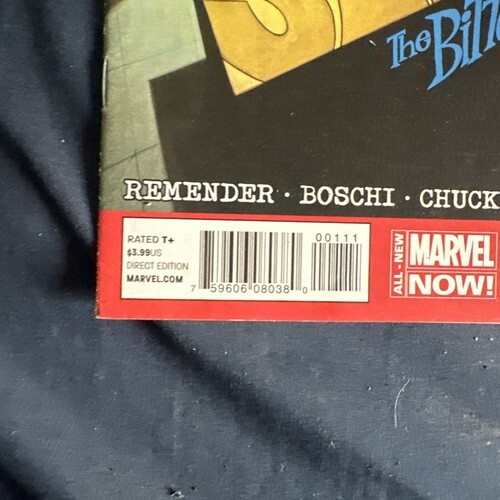 The
REMENDER · BOSCHI · CHUCK
RATED T+
$3.99US
DIRECT EDITION
MARVEL.COM
00111
7 59606 08038 0
ALL-NEW
MARVEL
NOW!